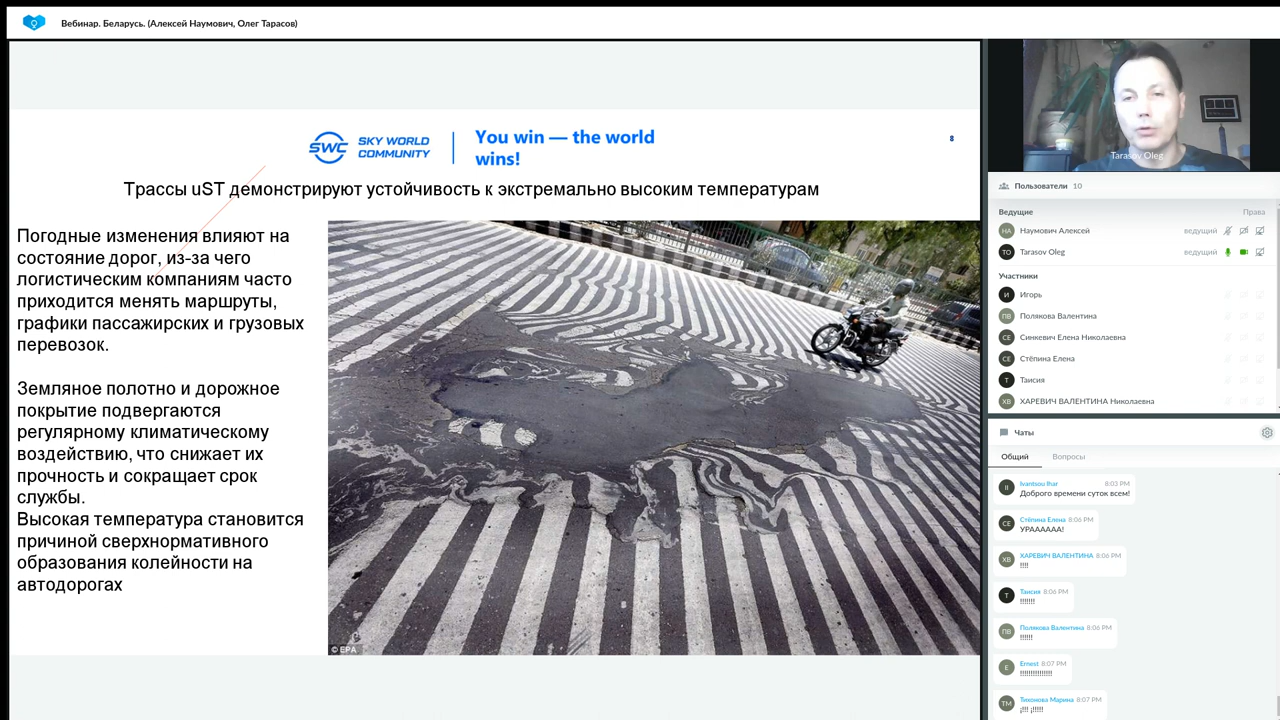 Вебинар. Беларусь. (Алексей Наумович, Олег Тарасов)
SWC
SKY WORLD
COMMUNITY
You win — the world
wins!
8
Трассы uST демонстрируют устойчивость к экстремально высоким температурам
Погодные изменения влияют на
состояние дорог, из-за чего
логистическим компаниям часто
приходится менять маршруты,
графики пассажирских и грузовых
перевозок.
Земляное полотно и дорожное
покрытие подвергаются
регулярному климатическому
воздействию, что снижает их
прочность и сокращает срок
службы.
Высокая температура становится
причиной сверхнормативного
образования колейности на
автодорогах
© EPA
Tarasov Oleg
Пользователи 10
Ведущие Права
НА Наумович Алексей ведущий
TO Tarasov Oleg ведущий
Участники
И Игорь
ПВ Полякова Валентина
СЕ Синкевич Елена Николаевна
СЕ Стёпина Елена
Т Таисия
ХВ ХАРЕВИЧ ВАЛЕНТИНА Николаевна
Чаты
Общий Вопросы
II Ivantsou Ihar 8:03 PM
Доброго времени суток всем!
СЕ Стёпина Елена 8:06 PM
УРАААААА!
ХВ ХАРЕВИЧ ВАЛЕНТИНА 8:06 PM
!!!!
Т Таисия 8:06 PM
!!!!!!!
ПВ Полякова Валентина 8:06 PM
!!!!!!
E Ernest 8:07 PM
!!!!!!!!!!!!!!!
ТМ Тихонова Марина 8:07 PM
¡!!! ¡!!!!!